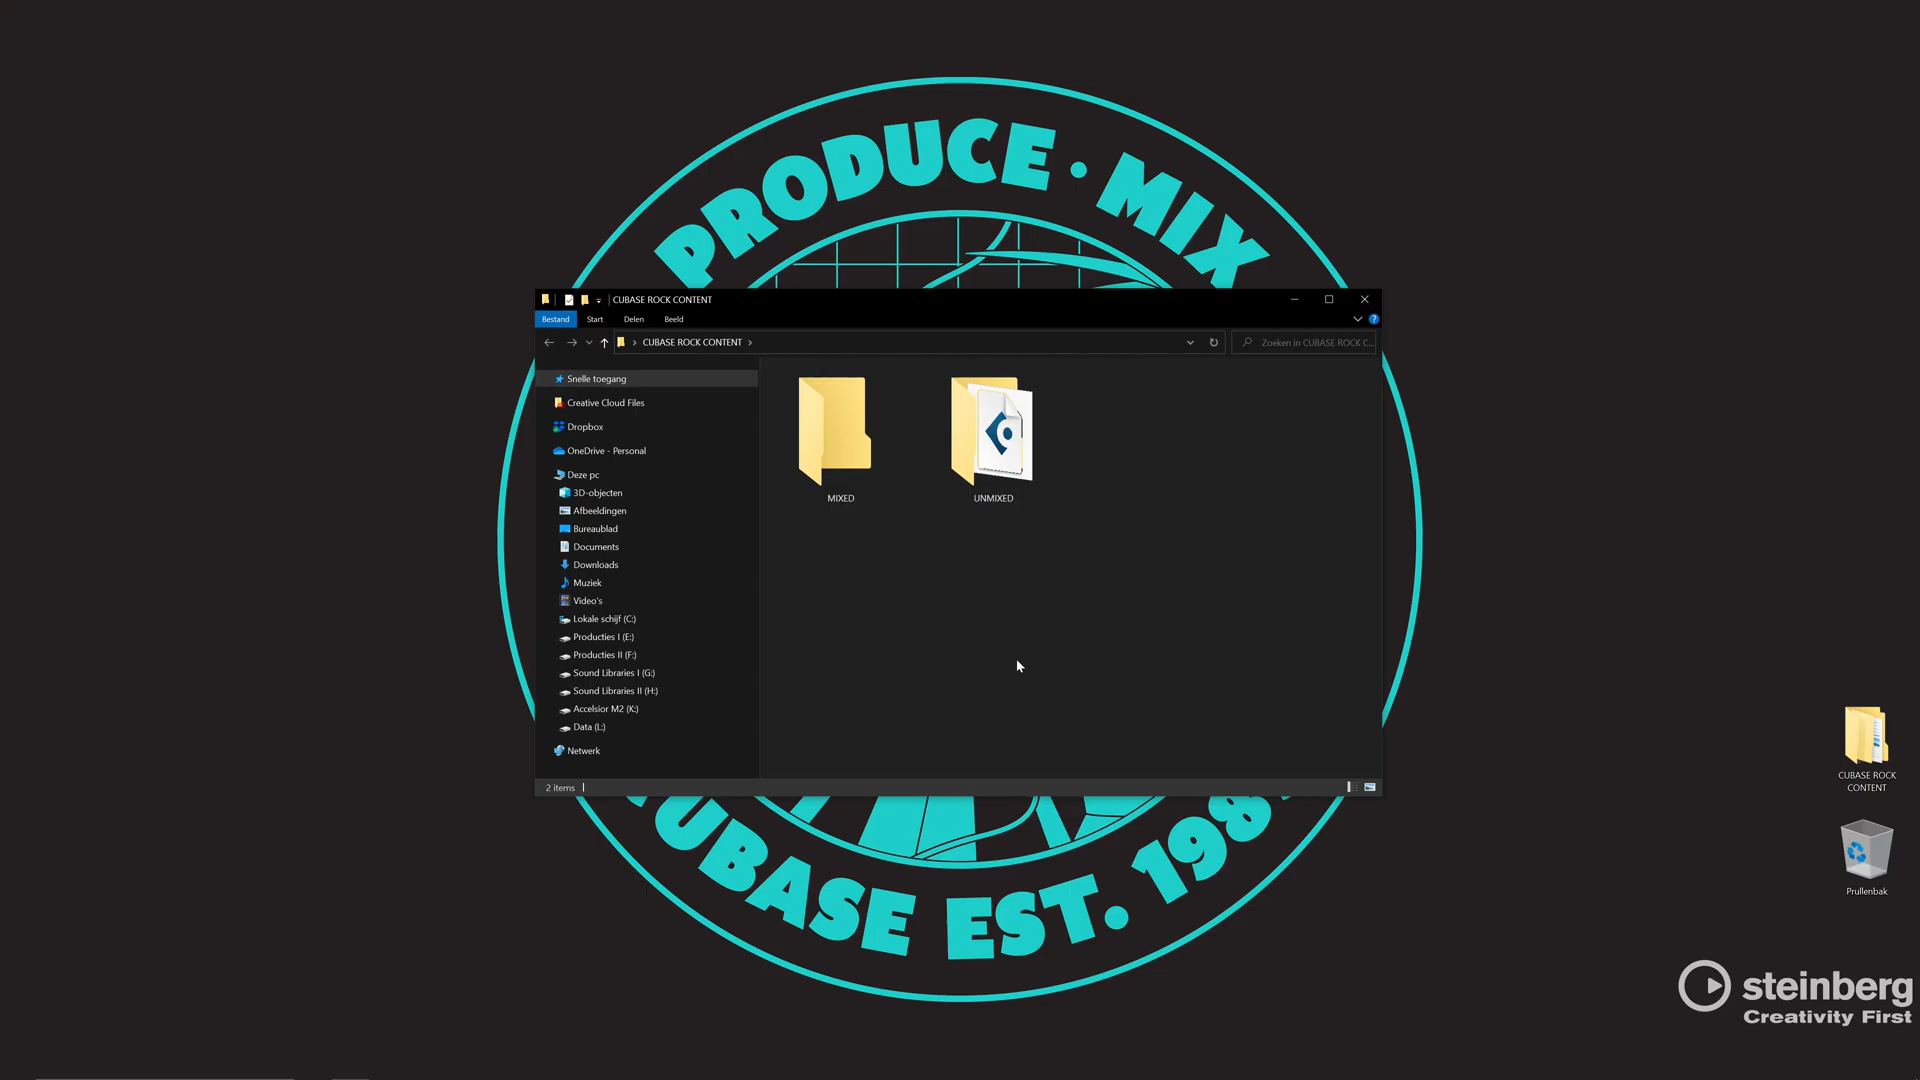 PRODUCE • MIX
CUBASE ROCK CONTENT
Bestand Start Delen Beeld
CUBASE ROCK CONTENT
Zoeken in CUBASE ROCK C...
Snelle toegang
Creative Cloud Files
Dropbox
OneDrive - Personal
Deze pc
3D-objecten
Afbeeldingen
Bureaublad
Documents
Downloads
Muziek
Video's
Lokale schijf (C:)
Producties I (E:)
Producties II (F:)
Sound Libraries I (G:)
Sound Libraries II (H:)
Accelsior M2 (K:)
Data (L:)
Netwerk
MIXED
UNMIXED
2 items
CUBASE ROCK
CONTENT
Prullenbak
UBASE EST. 198
steinberg
Creativity First